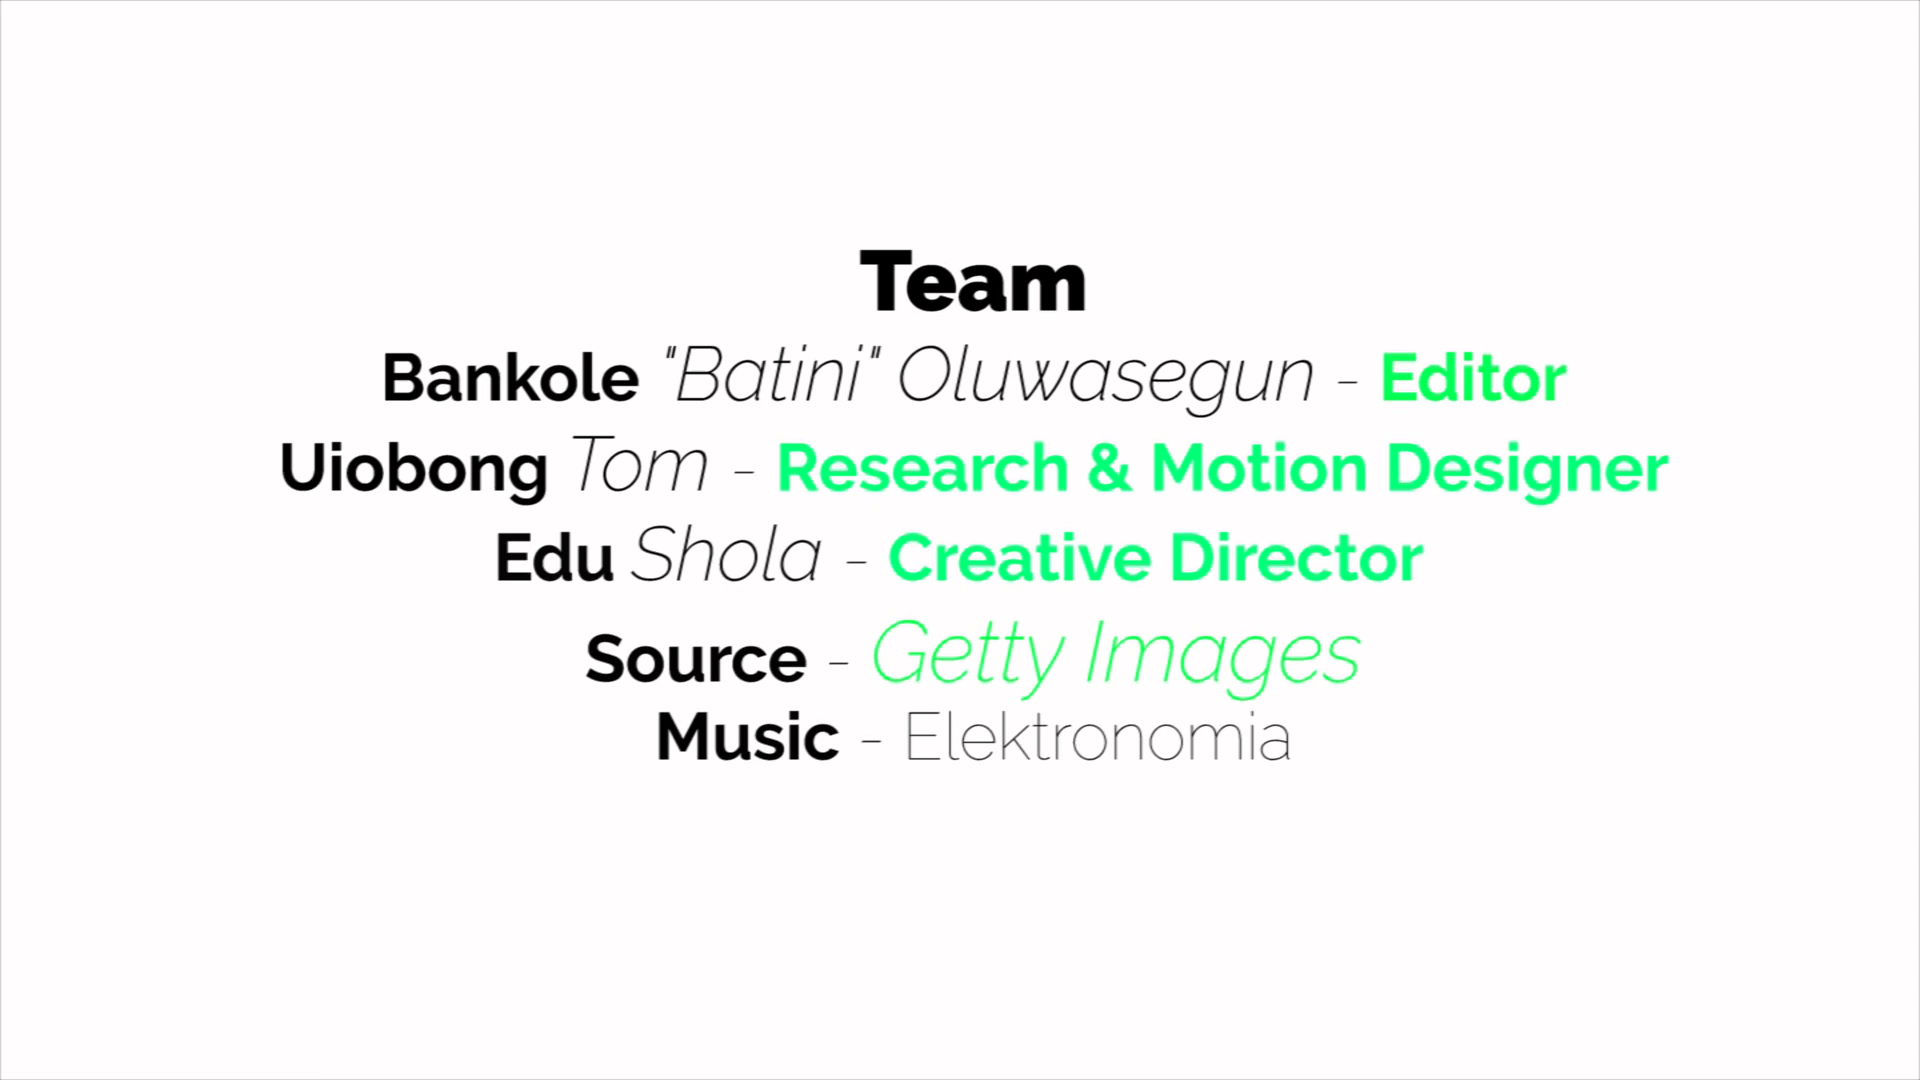 Team
Bankole "Batini" Oluwasegun - Editor
Uiobong Tom - Research & Motion Designer
Edu Shola - Creative Director
Source - Getty Images
Music - Elektronomia